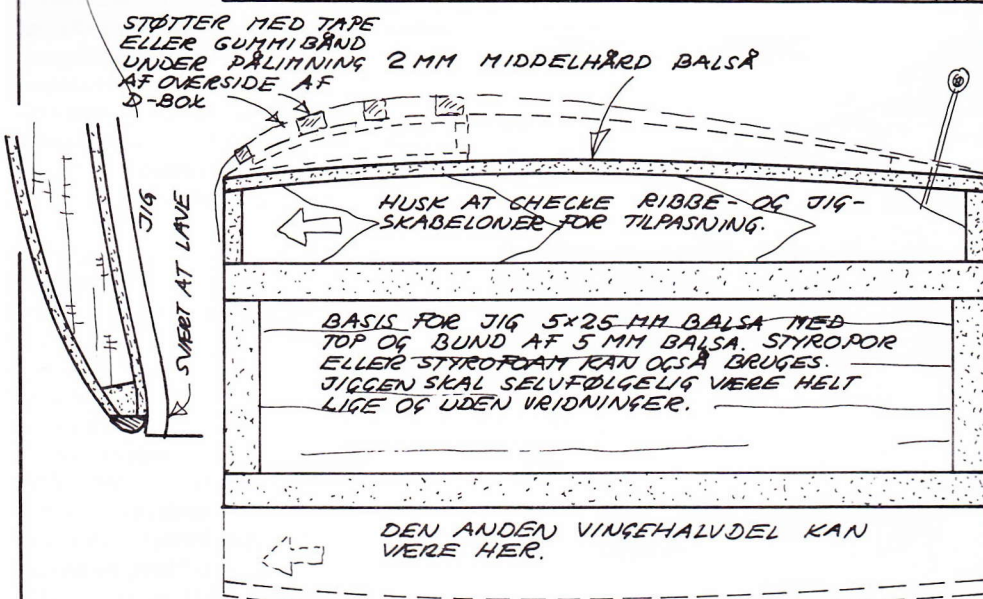 STØTTER MED TAPE
ELLER GUMMIBÅND
UNDER PÅLIMNING
AF OVERSIDE AF
D-BOX
2 MM MIDDELHÅRD BALSA
JIG
SVÆRT AT LAVE
HUSK AT CHECKE RIBBE- OG JIG-
SKABELONER FOR TILPASNING.
BASIS FOR JIG 5x25 MM BALSA MED
TOP OG BUND AF 5 MM BALSA. STYROPOR
ELLER STYROFOAM KAN OGSÅ BRUGES.
JIGGEN SKAL SELVFØLGELIG VÆRE HELT
LIGE OG UDEN VRIDNINGER.
DEN ANDEN VINGEHALVDEL KAN
VÆRE HER.